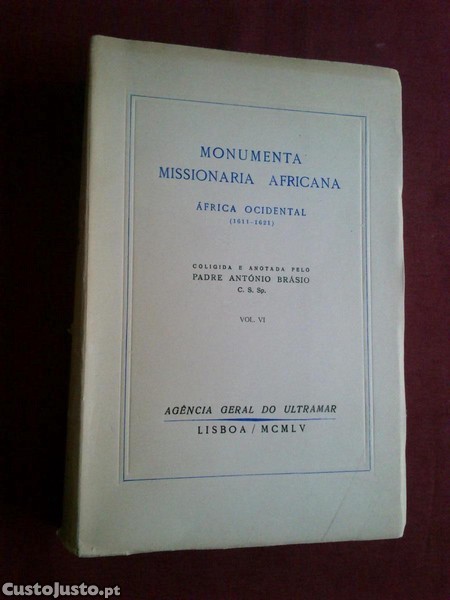 MONUMENTA
MISSIONARIA AFRICANA
ÁFRICA OCIDENTAL
(1611-1621)
COLIGIDA E ANOTADA PELO
PADRE ANTÓNIO BRÁSIO
C. S. Sp.
VOL. VI
AGÊNCIA GERAL DO ULTRAMAR
LISBOA / MCMLV
CustoJusto.pt